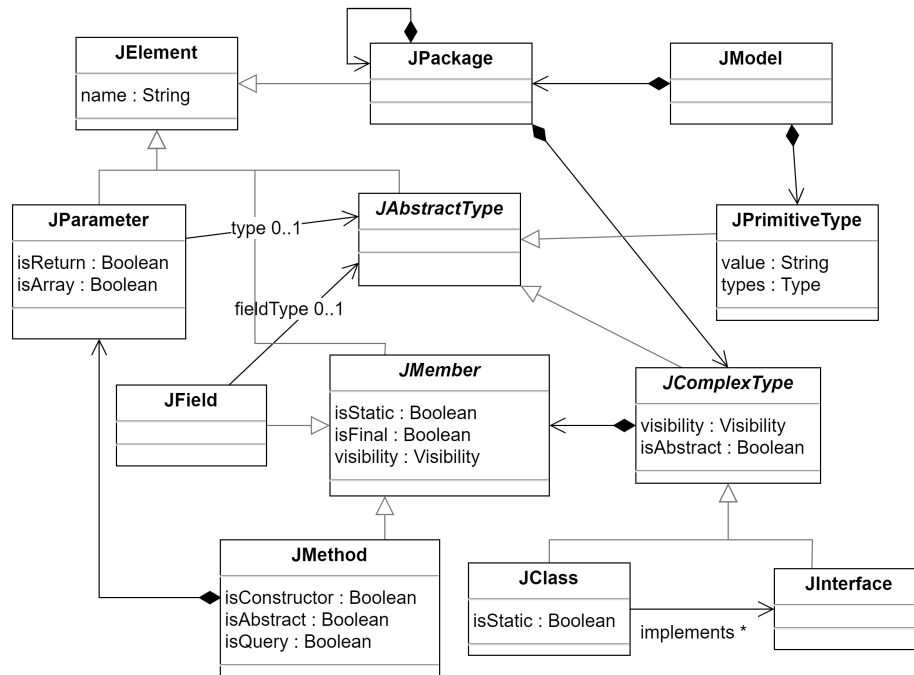 JElement
name : String
JPackage
JModel
JParameter
isReturn : Boolean
isArray : Boolean
type 0..1
JAbstractType
JPrimitiveType
value : String
types : Type
fieldType 0..1
JField
JMember
isStatic : Boolean
isFinal : Boolean
visibility : Visibility
JComplexType
visibility : Visibility
isAbstract : Boolean
JMethod
isConstructor : Boolean
isAbstract : Boolean
isQuery : Boolean
JClass
isStatic : Boolean
implements *
JInterface